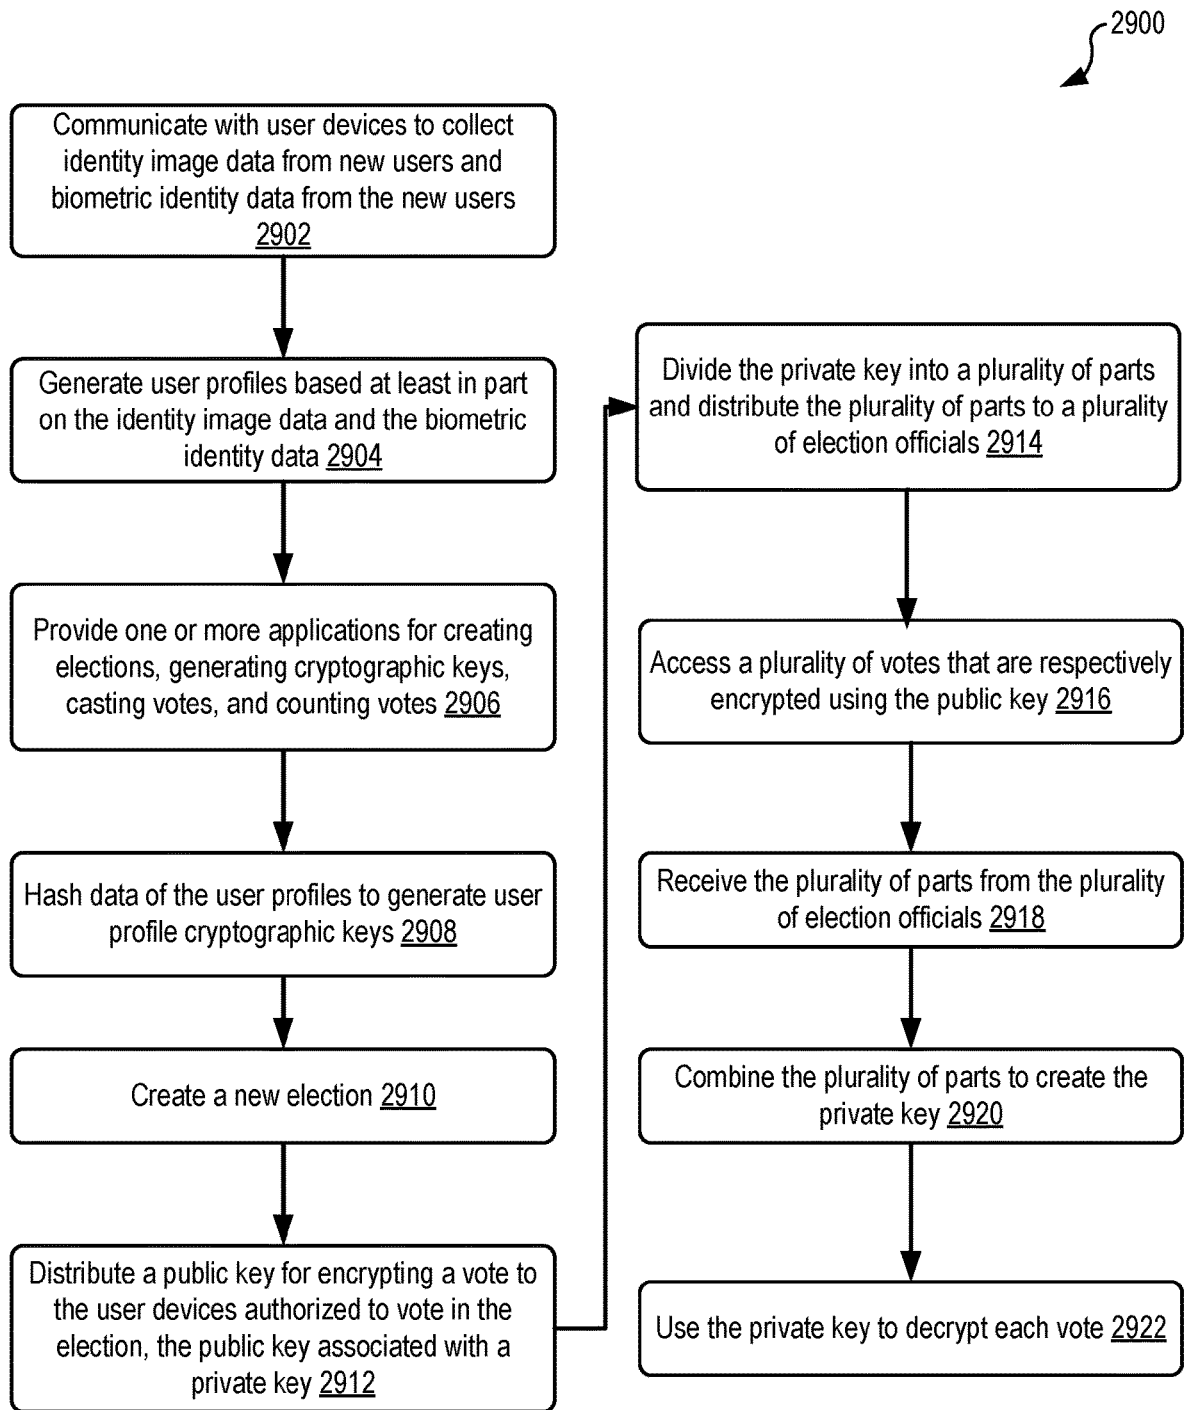 2900
Communicate with user devices to collect
identity image data from new users and
biometric identity data from the new users
2902
Generate user profiles based at least in part
on the identity image data and the biometric
identity data 2904
Provide one or more applications for creating
elections, generating cryptographic keys,
casting votes, and counting votes 2906
Hash data of the user profiles to generate user
profile cryptographic keys 2908
Create a new election 2910
Distribute a public key for encrypting a vote to
the user devices authorized to vote in the
election, the public key associated with a
private key 2912
Divide the private key into a plurality of parts
and distribute the plurality of parts to a plurality
of election officials 2914
Access a plurality of votes that are respectively
encrypted using the public key 2916
Receive the plurality of parts from the plurality
of election officials 2918
Combine the plurality of parts to create the
private key 2920
Use the private key to decrypt each vote 2922